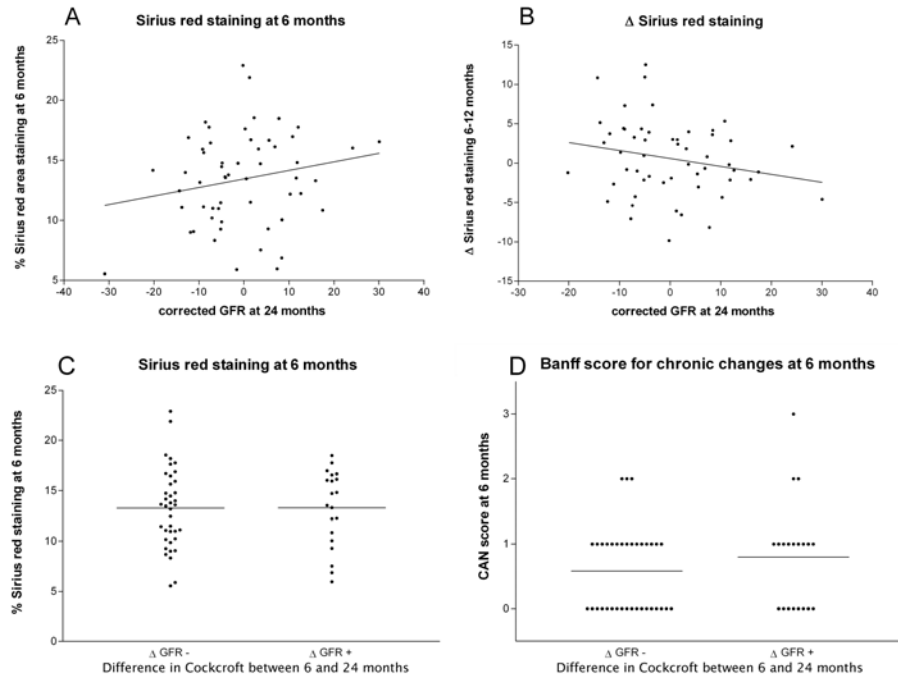 A
Sirius red staining at 6 months
% Sirius red area staining at 6 months
25
20
15
10
5
-40 -30 -20 -10 0 10 20 30 40
corrected GFR at 24 months
B
Δ Sirius red staining
Δ Sirius red staining 6-12 months
15
10
5
0
-5
-10
-15
-30 -20 -10 0 10 20 30 40
corrected GFR at 24 months
C
Sirius red staining at 6 months
% Sirius red staining at 6 months
25
20
15
10
5
0
Δ GFR - Δ GFR +
Difference in Cockcroft between 6 and 24 months
D
Banff score for chronic changes at 6 months
CAN score at 6 months
3
2
1
0
Δ GFR - Δ GFR +
Difference in Cockcroft between 6 and 24 months